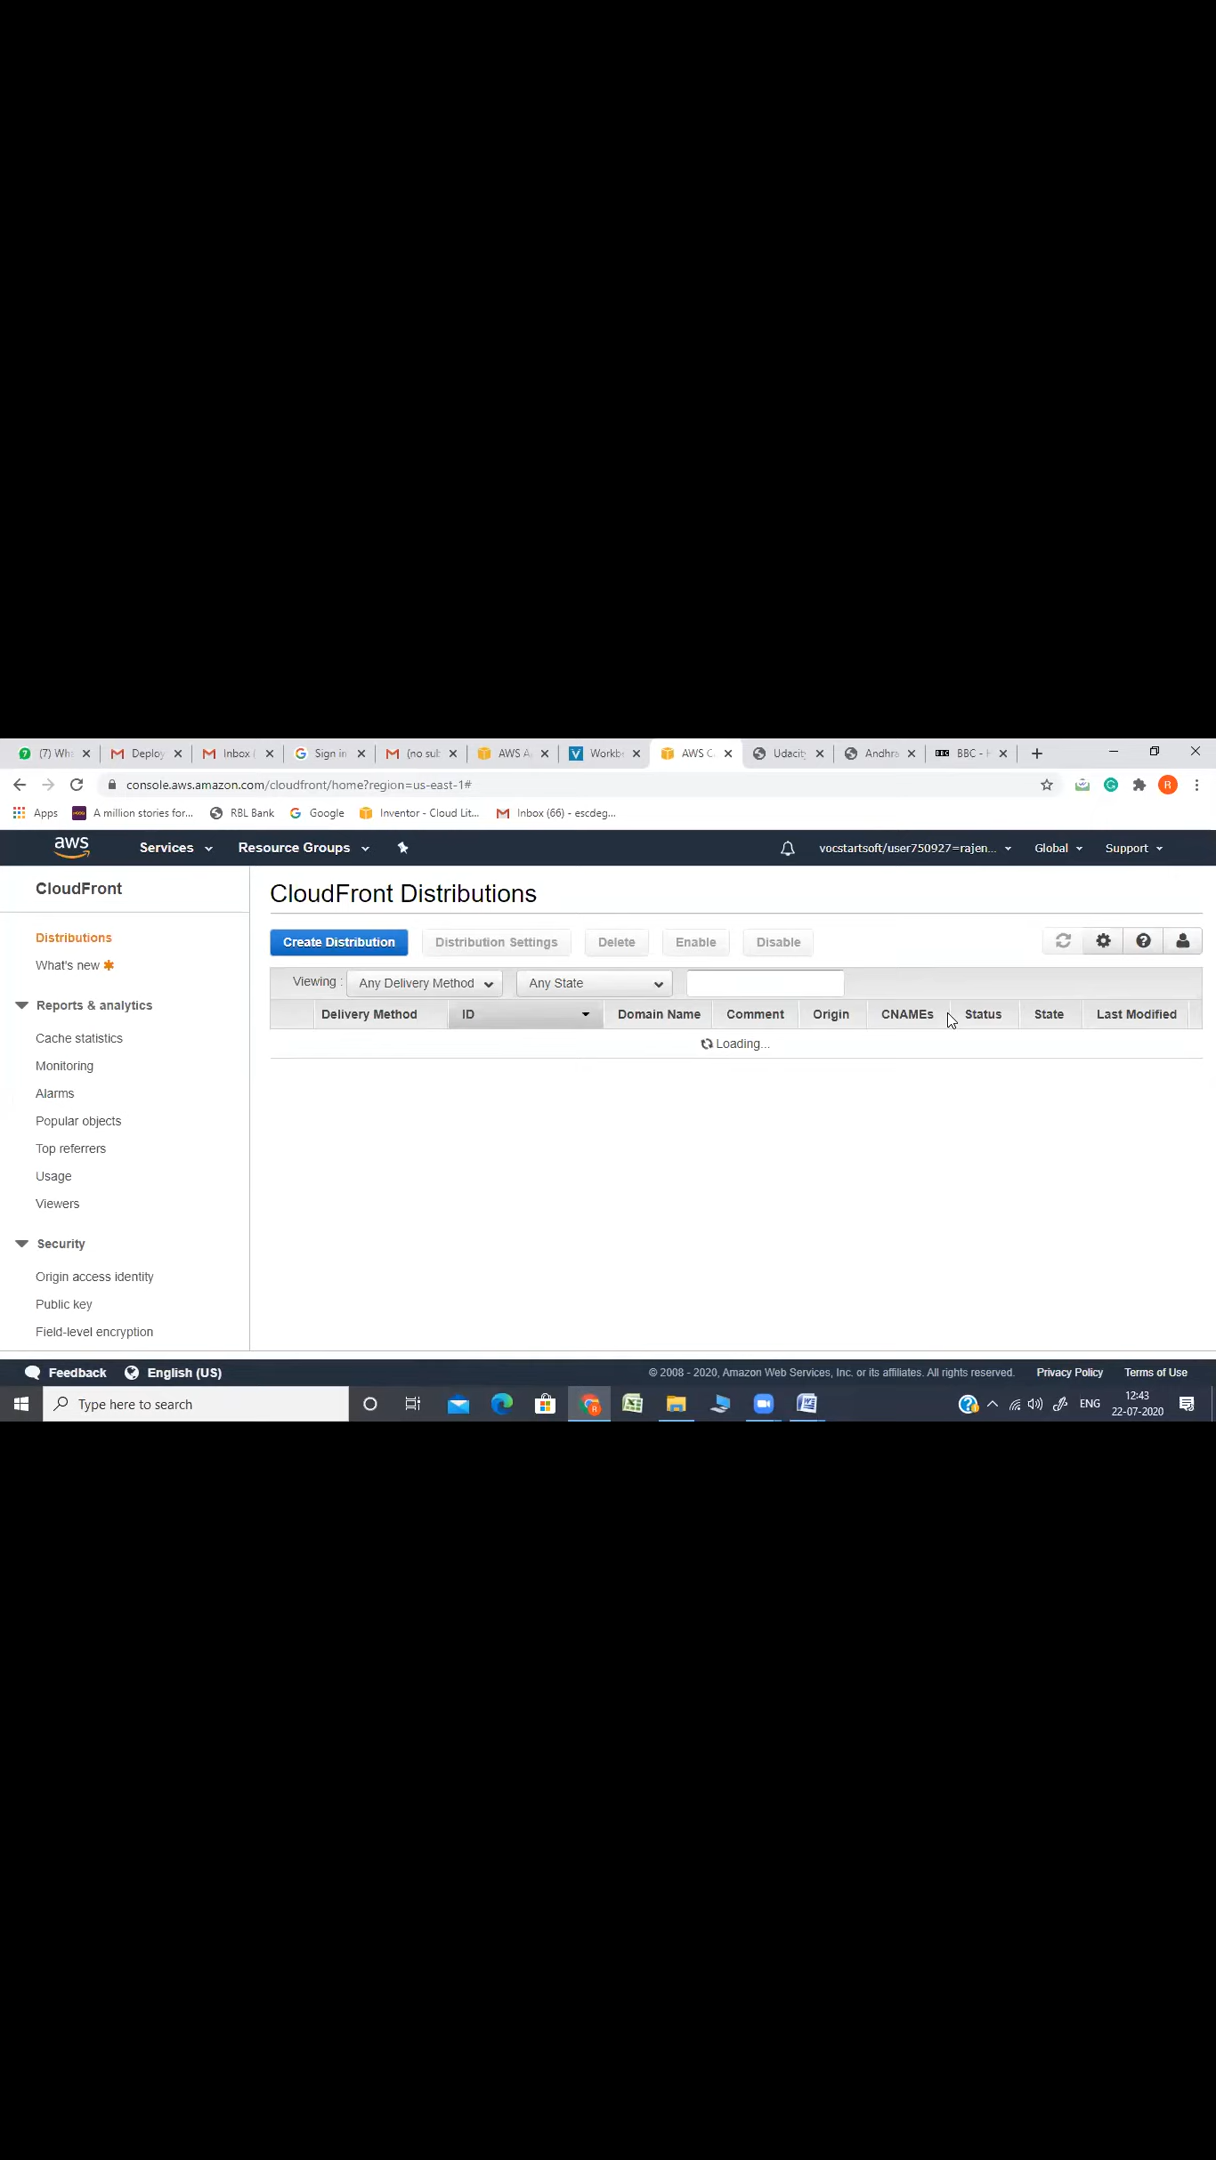 (7) Wh Deploy Inbox ( Sign in (no sub AWS A Workbe AWS C Udacity Andhra BBC - H
console.aws.amazon.com/cloudfront/home?region=us-east-1# R
Apps A million stories for... RBL Bank Google Inventor - Cloud Lit... Inbox (66) - escdeg...
aws Services Resource Groups vocstartsoft/user750927=rajen... Global Support
CloudFront
Distributions
What's new
Reports & analytics
Cache statistics
Monitoring
Alarms
Popular objects
Top referrers
Usage
Viewers
Security
Origin access identity
Public key
Field-level encryption
CloudFront Distributions
Create Distribution Distribution Settings Delete Enable Disable
Viewing : Any Delivery Method Any State
Delivery Method ID Domain Name Comment Origin CNAMEs Status State Last Modified
Loading...
Feedback English (US) © 2008 - 2020, Amazon Web Services, Inc. or its affiliates. All rights reserved. Privacy Policy Terms of Use
Type here to search ENG 12:43
22-07-2020